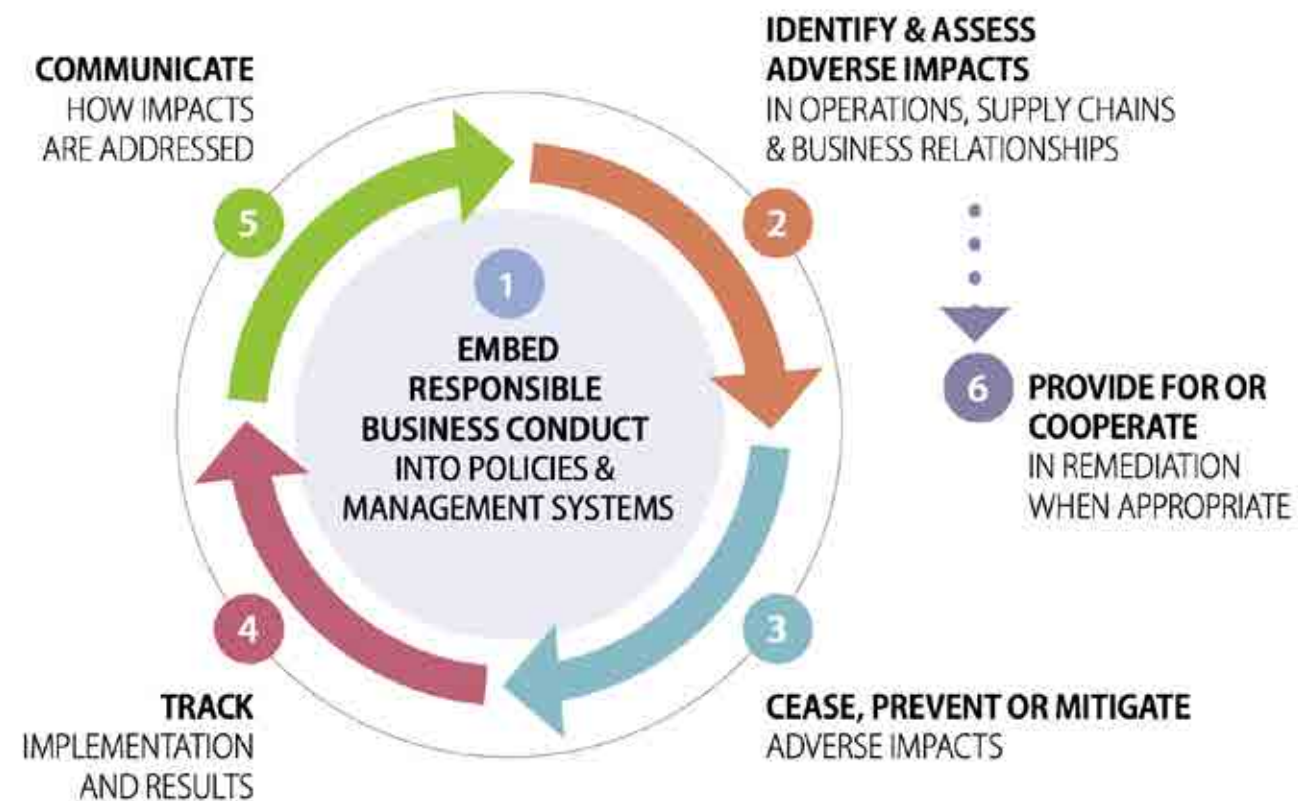 1
EMBED
RESPONSIBLE
BUSINESS CONDUCT
INTO POLICIES &
MANAGEMENT SYSTEMS
2
IDENTIFY & ASSESS
ADVERSE IMPACTS
IN OPERATIONS, SUPPLY CHAINS
& BUSINESS RELATIONSHIPS
3
CEASE, PREVENT OR MITIGATE
ADVERSE IMPACTS
4
TRACK
IMPLEMENTATION
AND RESULTS
5
COMMUNICATE
HOW IMPACTS
ARE ADDRESSED
6
PROVIDE FOR OR
COOPERATE
IN REMEDIATION
WHEN APPROPRIATE